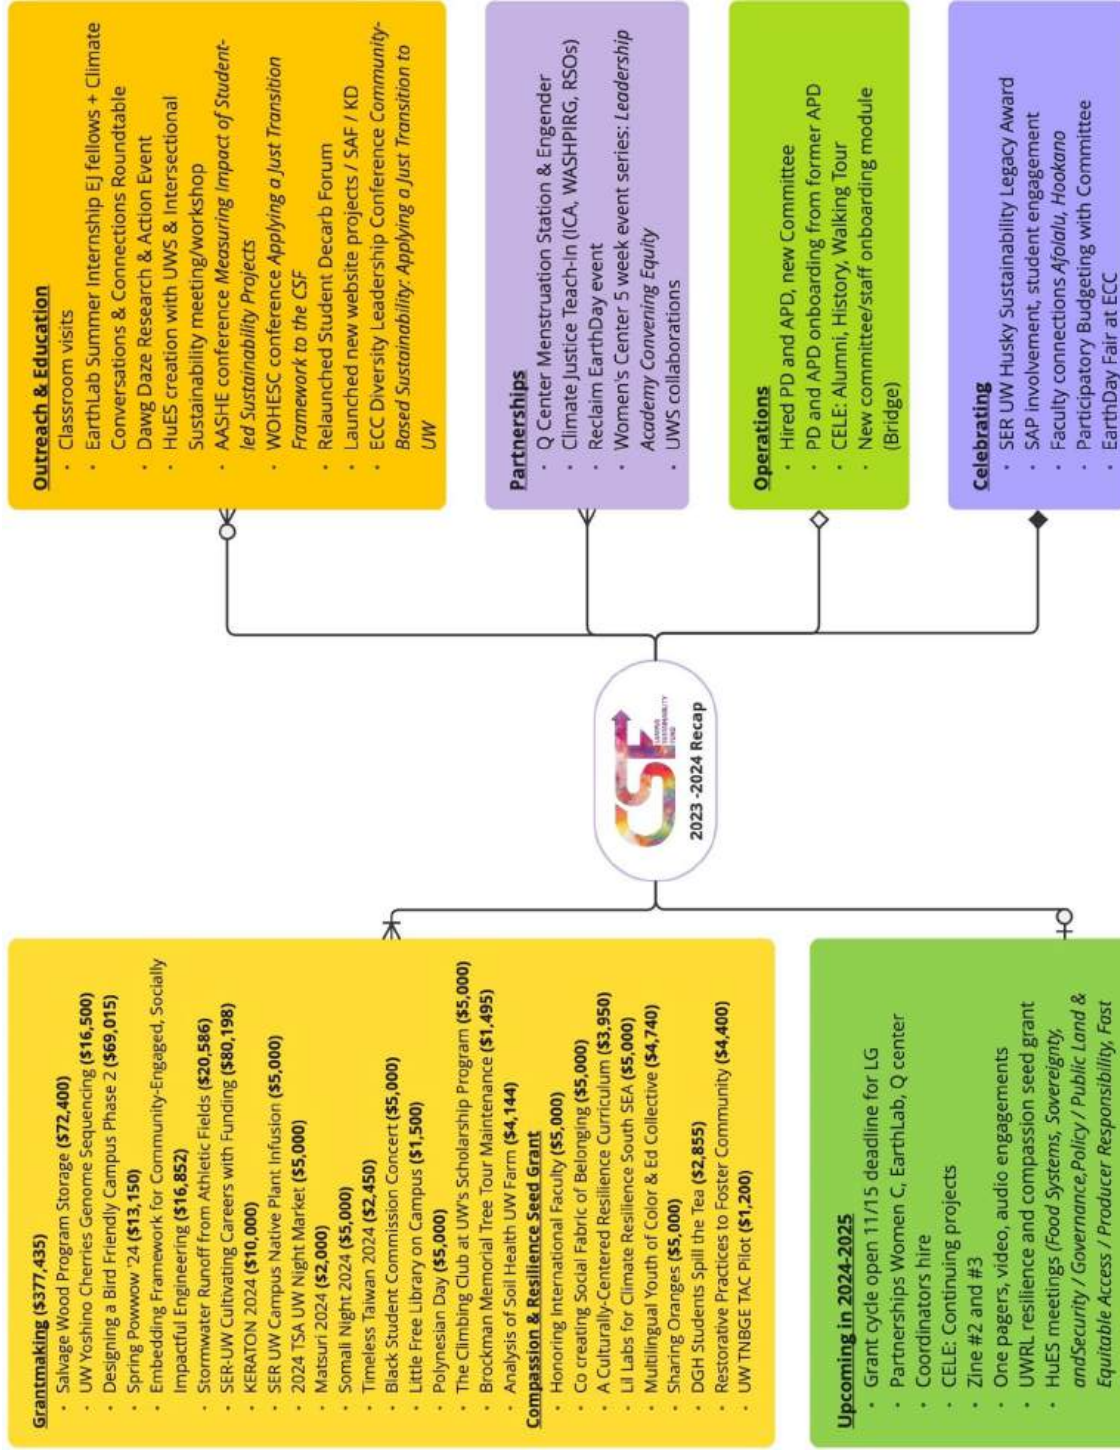 Grantmaking ($377,435)
· Salvage Wood Program Storage ($72,400)
· UW Yoshino Cherries Genome Sequencing ($16,500)
· Designing a Bird Friendly Campus Phase 2 ($69,015)
· Spring Powwow '24 ($13,150)
· Embedding Framework for Community-Engaged, Socially
Impactful Engineering ($16,852)
· Stormwater Runoff from Athletic Fields ($20,586)
· SER-UW Cultivating Careers with Funding ($80,198)
· KERATON 2024 ($10,000)
· SER UW Campus Native Plant Infusion ($5,000)
· 2024 TSA UW Night Market ($5,000)
· Matsuri 2024 ($2,000)
· Somali Night 2024 ($5,000)
· Timeless Taiwan 2024 ($2,450)
· Black Student Commission Concert ($5,000)
· Little Free Library on Campus ($1,500)
· Polynesian Day ($5,000)
· The Climbing Club at UW's Scholarship Program ($5,000)
· Brockman Memorial Tree Tour Maintenance ($1,495)
· Analysis of Soil Health UW Farm ($4,144)
Compassion & Resilience Seed Grant
· Honoring International Faculty ($5,000)
· Co creating Social Fabric of Belonging ($5,000)
· A Culturally-Centered Resilience Curriculum ($3,950)
· Lil Labs for Climate Resilience South SEA ($5,000)
· Multilingual Youth of Color & Ed Collective ($4,740)
· Sharing Oranges ($5,000)
· DGH Students Spill the Tea ($2,855)
· Restorative Practices to Foster Community ($4,400)
· UW TNIBGE TAC Pilot ($1,200)
Upcoming in 2024-2025
· Grant cycle open 11/15 deadline for LG
· Partnerships Women C, EarthLab, Q center
· Coordinators hire
· CELE: Continuing projects
· Zine #2 and #3
· One pagers, video, audio engagements
· UWRL resilience and compassion seed grant
· HuES meetings (Food Systems, Sovereignty,
andSecurity / Governance,Policy / Public Land &
Equitable Access / Producer Responsibility, Fast
CSF
CAMPUS
SUSTAINABILITY
FUND
2023 -2024 Recap
Outreach & Education
· Classroom visits
· EarthLab Summer Internship EJ fellows + Climate
Conversations & Connections Roundtable
· Dawg Daze Research & Action Event
· HuES creation with UWS & Intersectional
Sustainability meeting/workshop
· AASHE conference Measuring Impact of Student-
led Sustainability Projects
· WOHESC conference Applying a Just Transition
Framework to the CSF
· Relaunched Student Decarb Forum
· Launched new website projects / SAF / KD
· ECC Diversity Leadership Conference Community-
Based Sustainability: Applying a Just Transition to
UW
Partnerships
· Q Center Menstruation Station & Engender
· Climate Justice Teach-In (ICA, WASHPIRG, RSOs)
· Reclaim EarthDay event
· Women's Center 5 week event series: Leadership
Academy Convening Equity
· UWS collaborations
Operations
· Hired PD and APD, new Committee
· PD and APD onboarding from former APD
· CELE: Alumni, History, Walking Tour
· New committee/staff onboarding module
(Bridge)
Celebrating
· SER UW Husky Sustainability Legacy Award
· SAP involvement, student engagement
· Faculty connections Afolalu, Hookano
· Participatory Budgeting with Committee
· EarthDay Fair at ECC